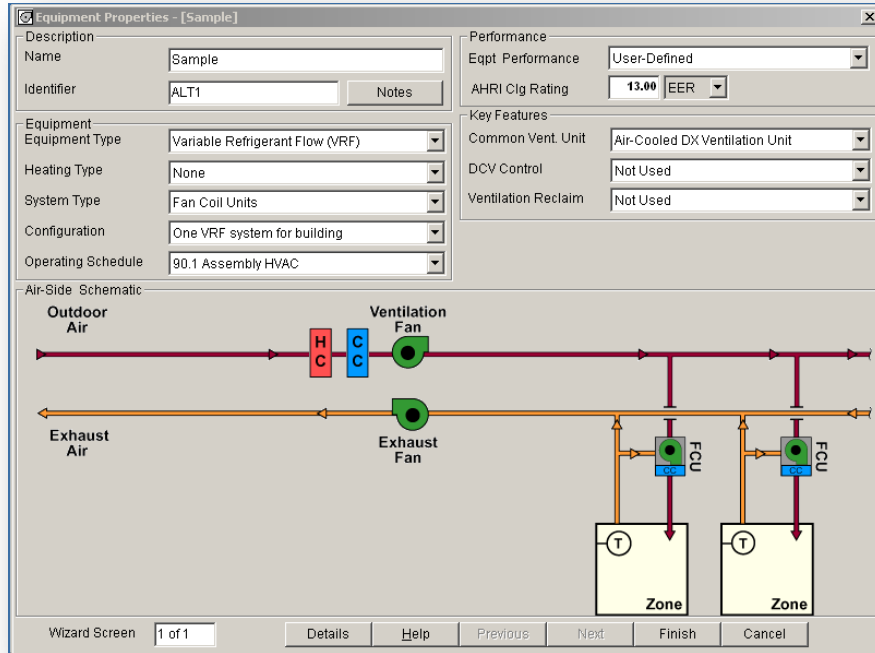 Equipment Properties - [Sample]
Description
Name Sample
Identifier ALT1 Notes
Equipment
Equipment Type Variable Refrigerant Flow (VRF)
Heating Type None
System Type Fan Coil Units
Configuration One VRF system for building
Operating Schedule 90.1 Assembly HVAC
Performance
Eqpt Performance User-Defined
AHRI Clg Rating 13.00 EER
Key Features
Common Vent. Unit Air-Cooled DX Ventilation Unit
DCV Control Not Used
Ventilation Reclaim Not Used
Air-Side Schematic
Outdoor
Air
H
C
C
C
Ventilation
Fan
Exhaust
Air
Exhaust
Fan
FCU
CC
FCU
CC
T
Zone
T
Zone
Wizard Screen 1 of 1 Details Help Previous Next Finish Cancel